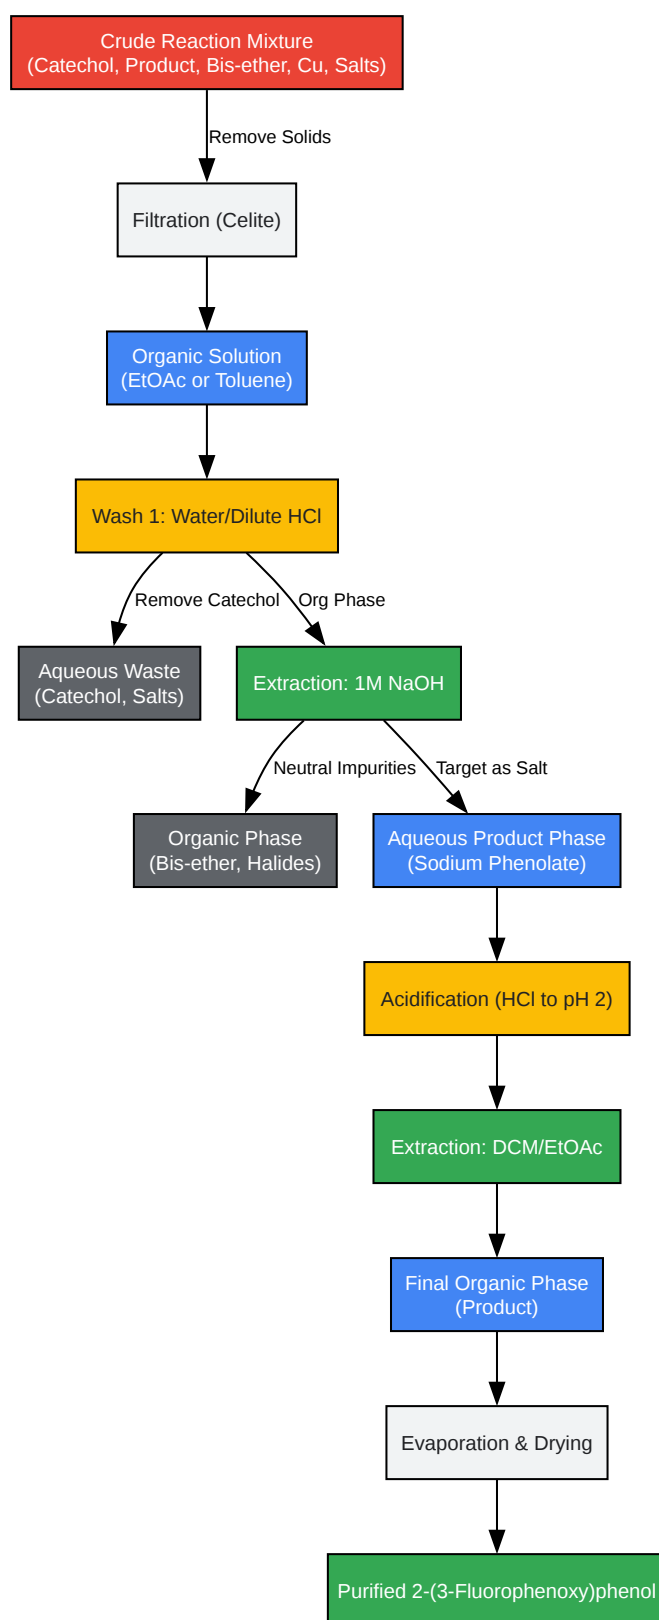 Crude Reaction Mixture
(Catechol, Product, Bis-ether, Cu, Salts)
Remove Solids
Filtration (Celite)
Organic Solution
(EtOAc or Toluene)
Wash 1: Water/Dilute HCl
Remove Catechol
Org Phase
Aqueous Waste
(Catechol, Salts)
Extraction: 1M NaOH
Neutral Impurities
Target as Salt
Organic Phase
(Bis-ether, Halides)
Aqueous Product Phase
(Sodium Phenolate)
Acidification (HCl to pH 2)
Extraction: DCM/EtOAc
Final Organic Phase
(Product)
Evaporation & Drying
Purified 2-(3-Fluorophenoxy)phenol